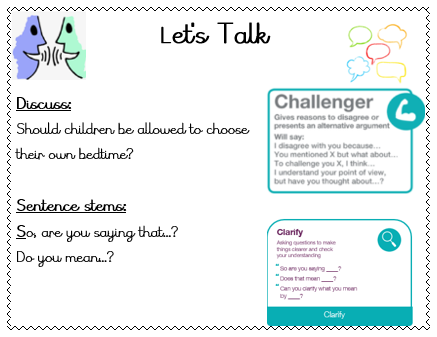 Let's Talk
Discuss:
Should children be allowed to choose
their own bedtime?
Sentence stems:
So, are you saying that...?
Do you mean...?
Challenger
Gives reasons to disagree or
presents an alternative argument
Will say:
I disagree with you because...
You mentioned X but what about...
To challenge you X, I think...
I understand your point of view,
but have you thought about...?
Clarify
Asking questions to make
things clearer and check
your understanding
So are you saying ____?
Does that mean ____?
Can you clarify what you mean
by ____?
Clarify